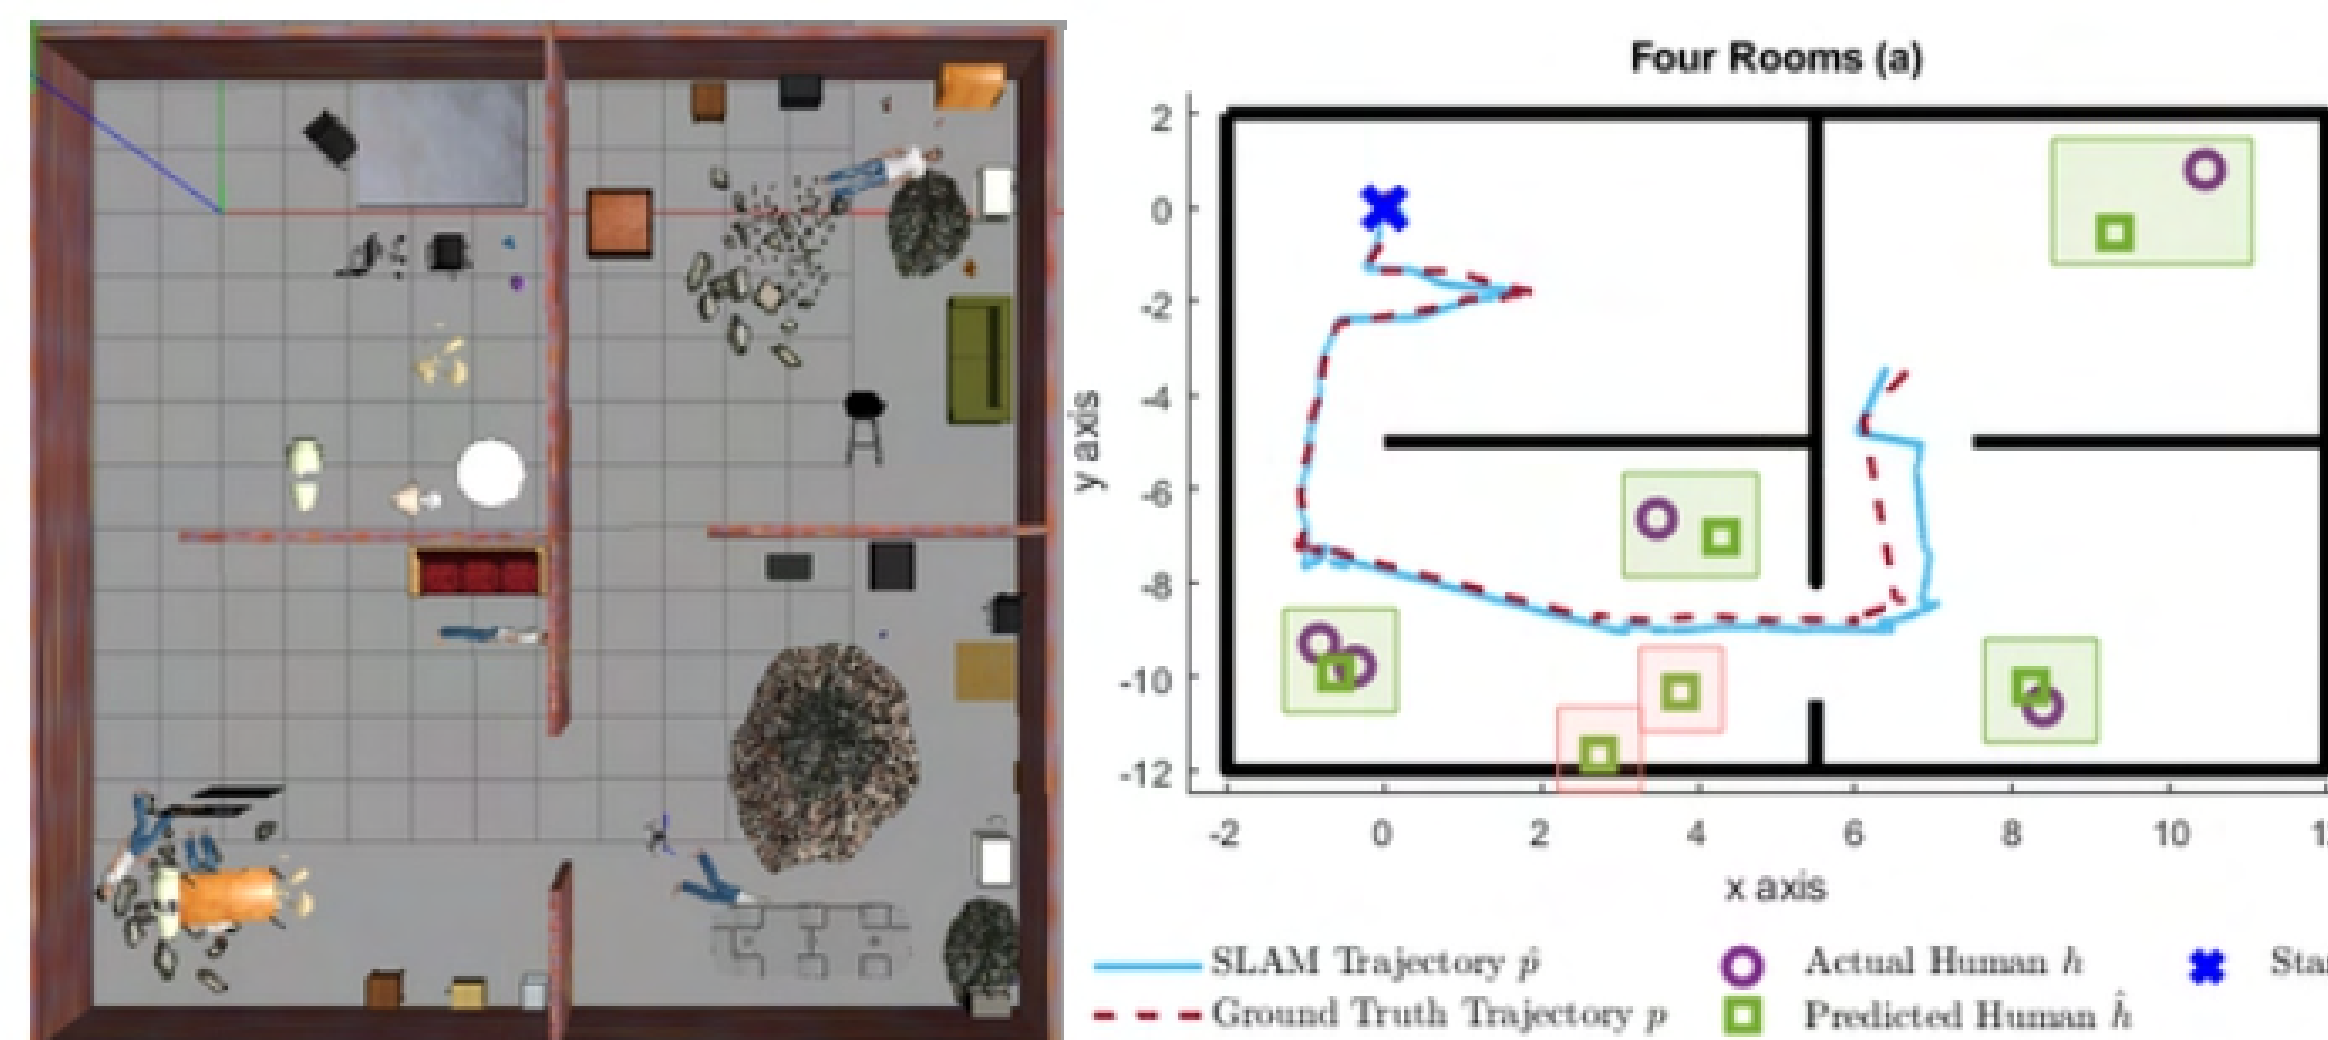 Four Rooms (a)
2
0
-2
-4
-6
-8
-10
-12
y axis
-2 0 2 4 6 8 10
x axis
SLAM Trajectory p̂
Ground Truth Trajectory p
Actual Human h
Predicted Human ĥ